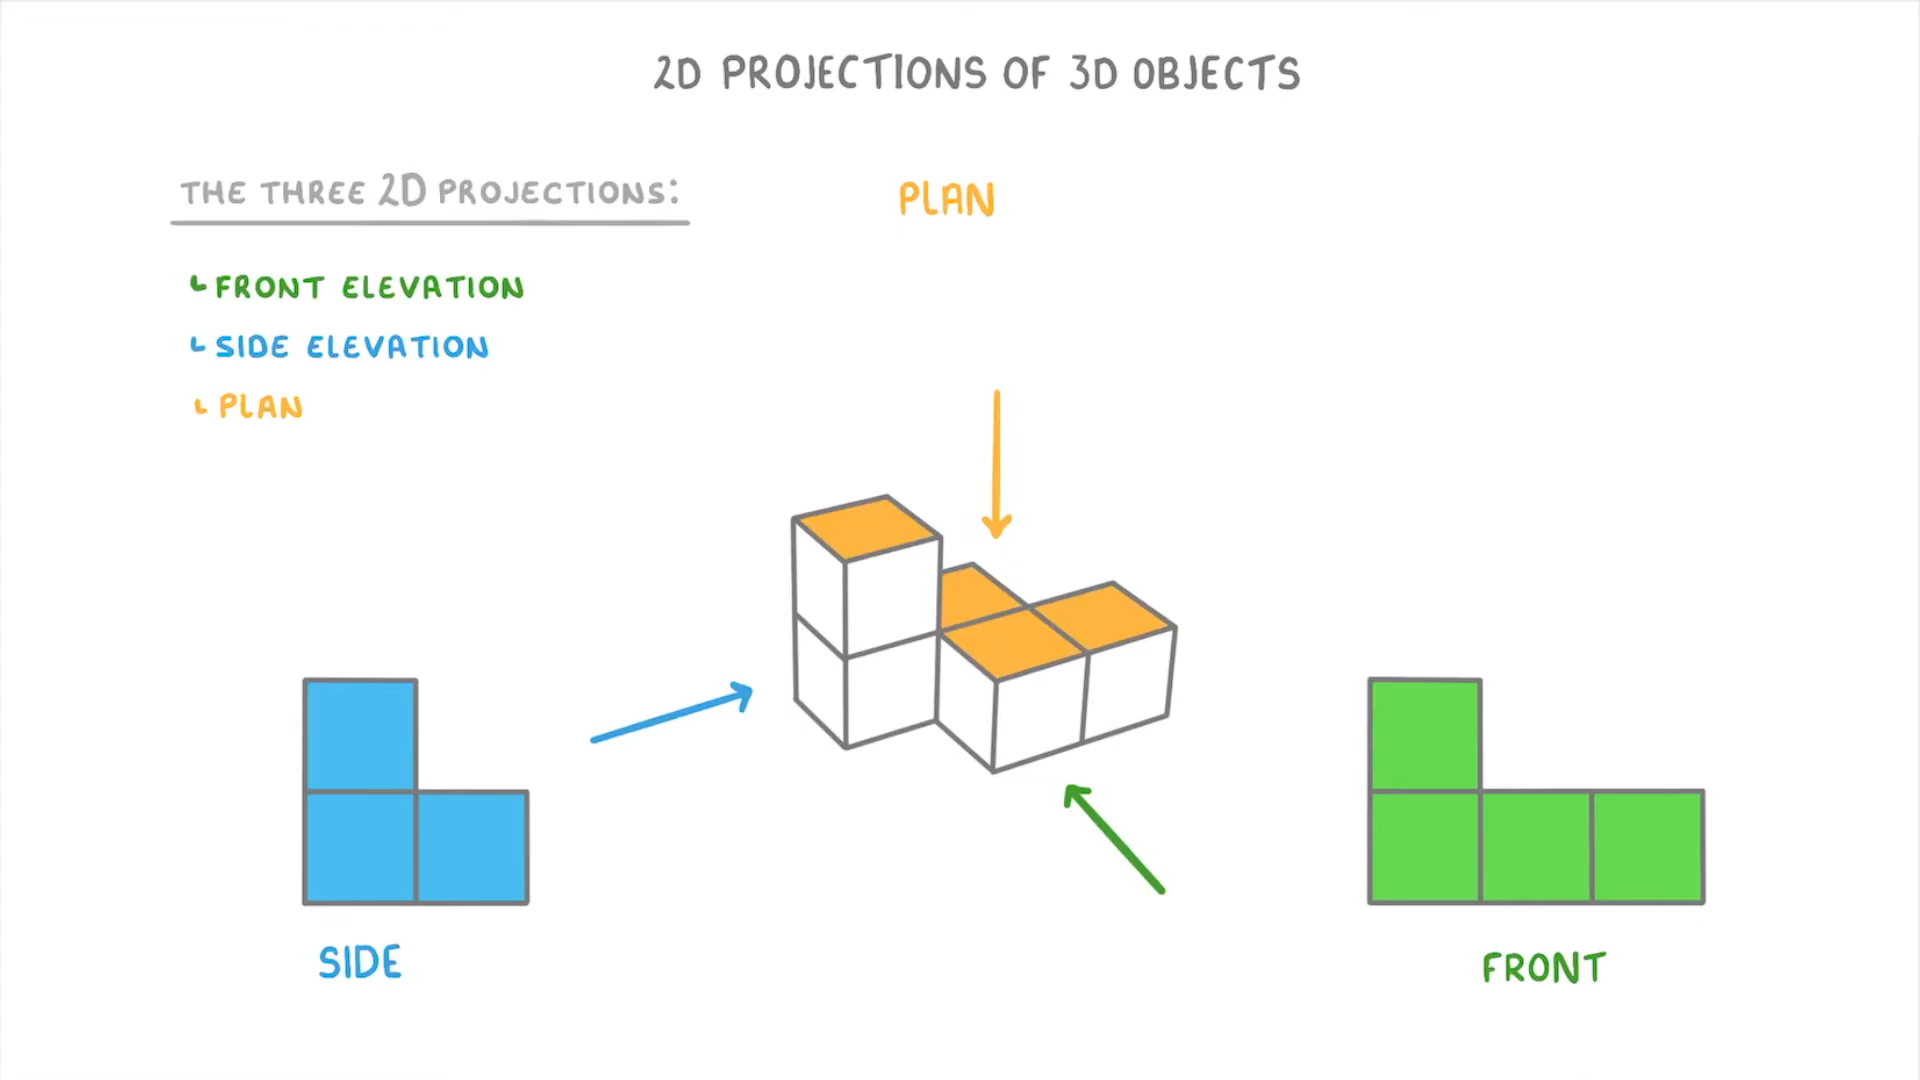 2D PROJECTIONS OF 3D OBJECTS
THE THREE 2D PROJECTIONS:
FRONT ELEVATION
SIDE ELEVATION
PLAN
PLAN
SIDE
FRONT